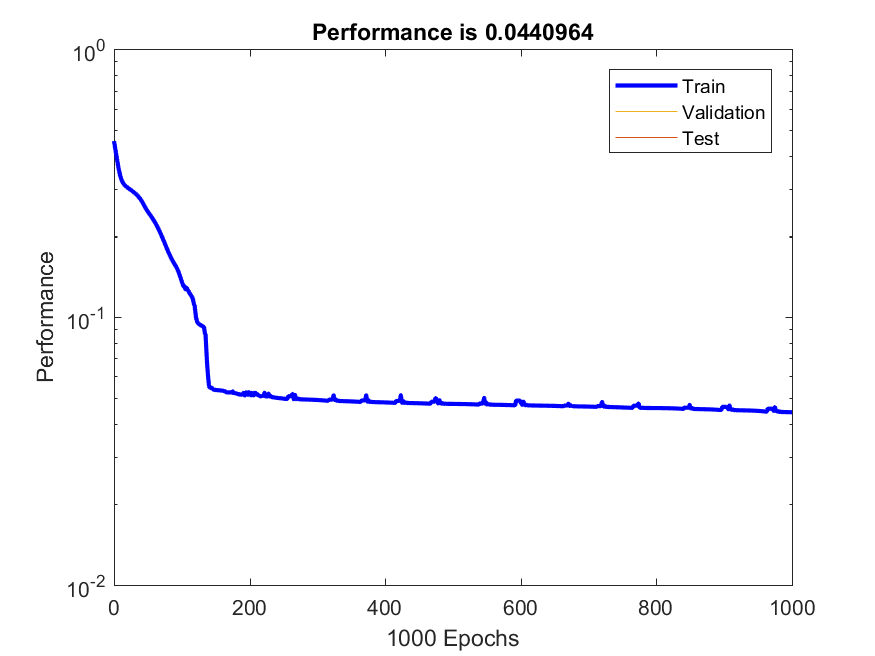 Performance is 0.0440964
10^0
Train
Validation
Test
Performance
10^-1
10^-2
0 200 400 600 800 1000
1000 Epochs